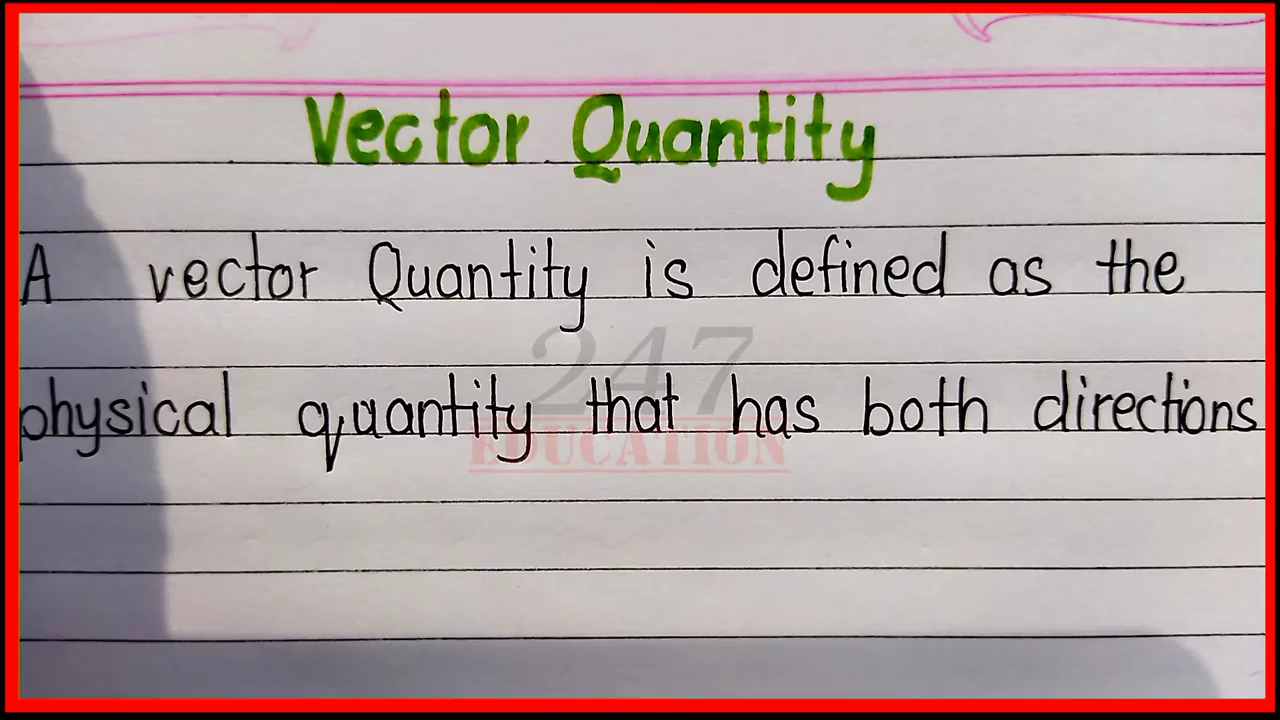 Vector Quantity
A vector Quantity is defined as the
247
physical quantity that has both directions
EDUCATION